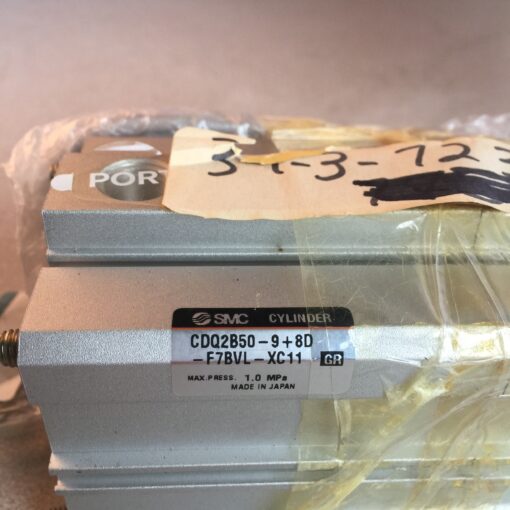 PORT
SMC CYLINDER
CDQ2B50-9+8D
-F7BVL-XC11 GR
MAX.PRESS. 1.0 MPa
MADE IN JAPAN